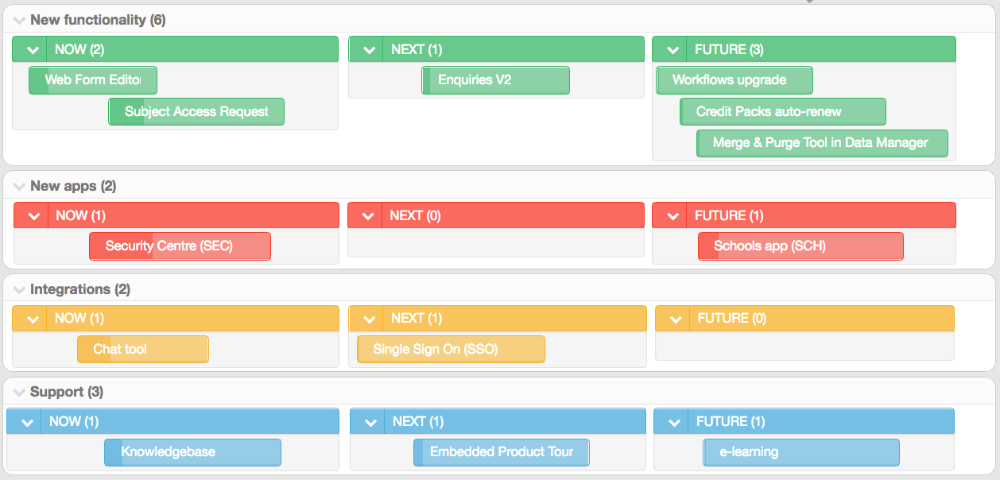 New functionality (6)
NOW (2)
NEXT (1)
FUTURE (3)
Web Form Editor
Enquiries V2
Workflows upgrade
Subject Access Request
Credit Packs auto-renew
Merge & Purge Tool in Data Manager
New apps (2)
NOW (1)
NEXT (0)
FUTURE (1)
Security Centre (SEC)
Schools app (SCH)
Integrations (2)
NOW (1)
NEXT (1)
FUTURE (0)
Chat tool
Single Sign On (SSO)
Support (3)
NOW (1)
NEXT (1)
FUTURE (1)
Knowledgebase
Embedded Product Tour
e-learning